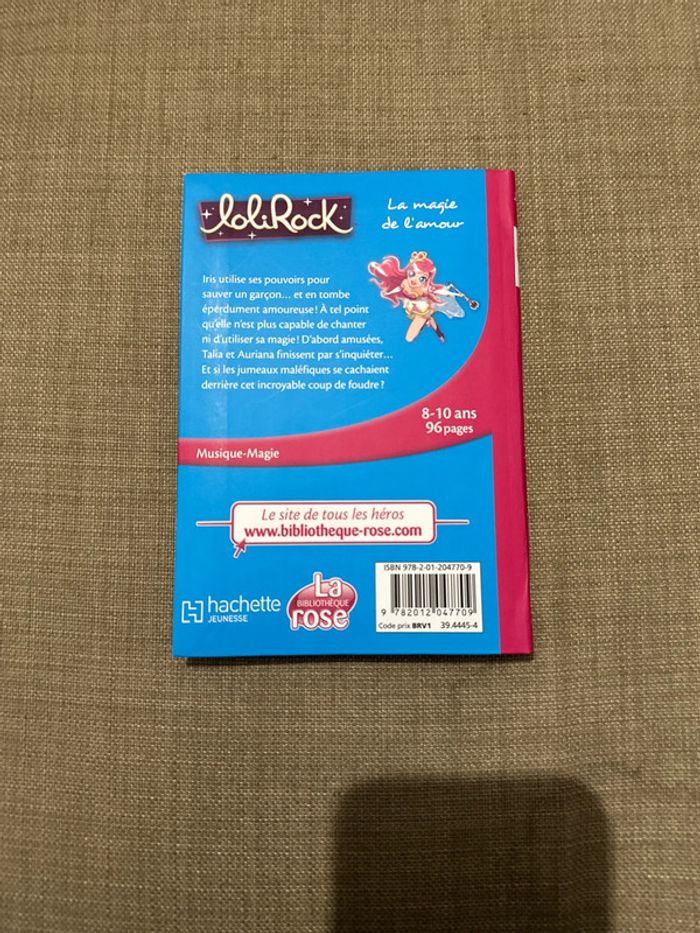 LoliRock
La magie
de l'amour
Iris utilise ses pouvoirs pour
sauver un garçon... et en tombe
éperdument amoureuse! À tel point
qu'elle n'est plus capable de chanter
ni d'utiliser sa magie! D'abord amusées,
Talia et Auriana finissent par s'inquiéter...
Et si les jumeaux maléfiques se cachaient
derrière cet incroyable coup de foudre?
8-10 ans
96 pages
Musique-Magie
Le site de tous les héros
www.bibliotheque-rose.com
hachette
JEUNESSE
La
BIBLIOTHÈQUE
rose
ISBN 978-2-01-204770-9
9 782012 047709
Code prix BRV1 39.4445-4